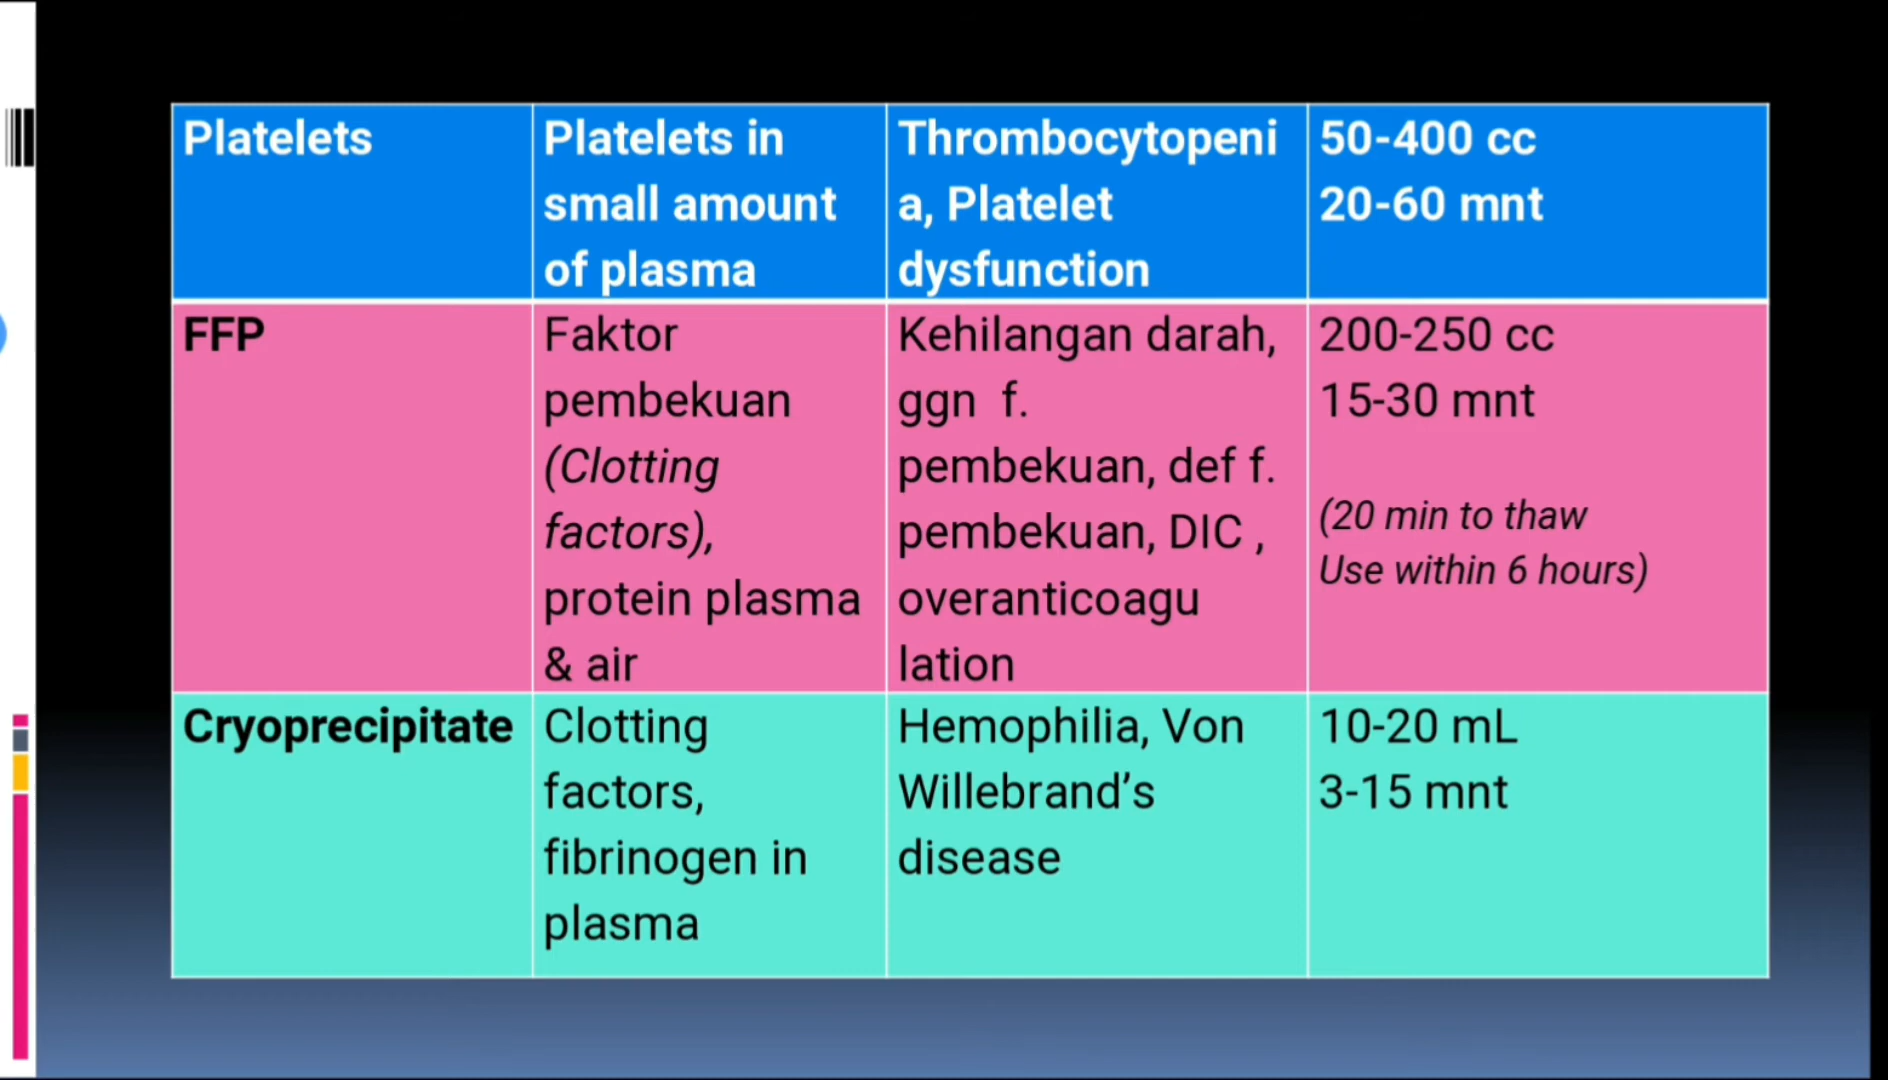 Platelets
Platelets in
small amount
of plasma
Thrombocytopeni
a, Platelet
dysfunction
50-400 cc
20-60 mnt
FFP
Faktor
pembekuan
(Clotting
factors),
protein plasma
& air
Kehilangan darah,
ggn f.
pembekuan, def f.
pembekuan, DIC ,
overanticoagu
lation
200-250 cc
15-30 mnt
(20 min to thaw
Use within 6 hours)
Cryoprecipitate
Clotting
factors,
fibrinogen in
plasma
Hemophilia, Von
Willebrand’s
disease
10-20 mL
3-15 mnt